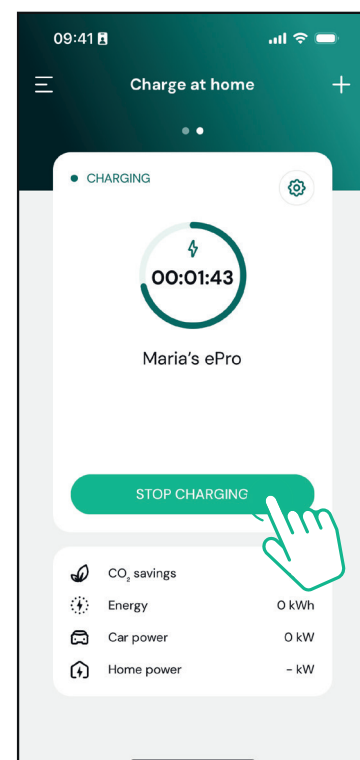 09:41
Charge at home
CHARGING
00:01:43
Maria's ePro
STOP CHARGING
CO₂ savings
Energy 0 kWh
Car power 0 kW
Home power – kW